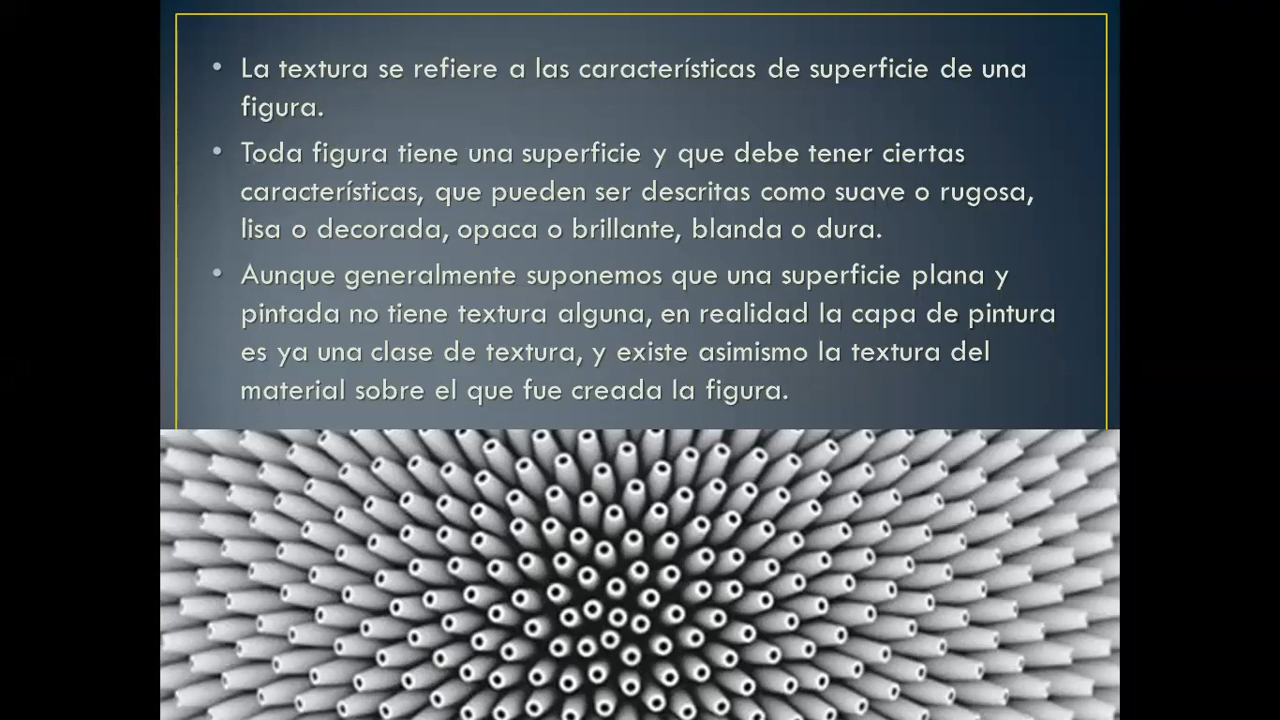 • La textura se refiere a las características de superficie de una
figura.
• Toda figura tiene una superficie y que debe tener ciertas
características, que pueden ser descritas como suave o rugosa,
lisa o decorada, opaca o brillante, blanda o dura.
• Aunque generalmente suponemos que una superficie plana y
pintada no tiene textura alguna, en realidad la capa de pintura
es ya una clase de textura, y existe asimismo la textura del
material sobre el que fue creada la figura.